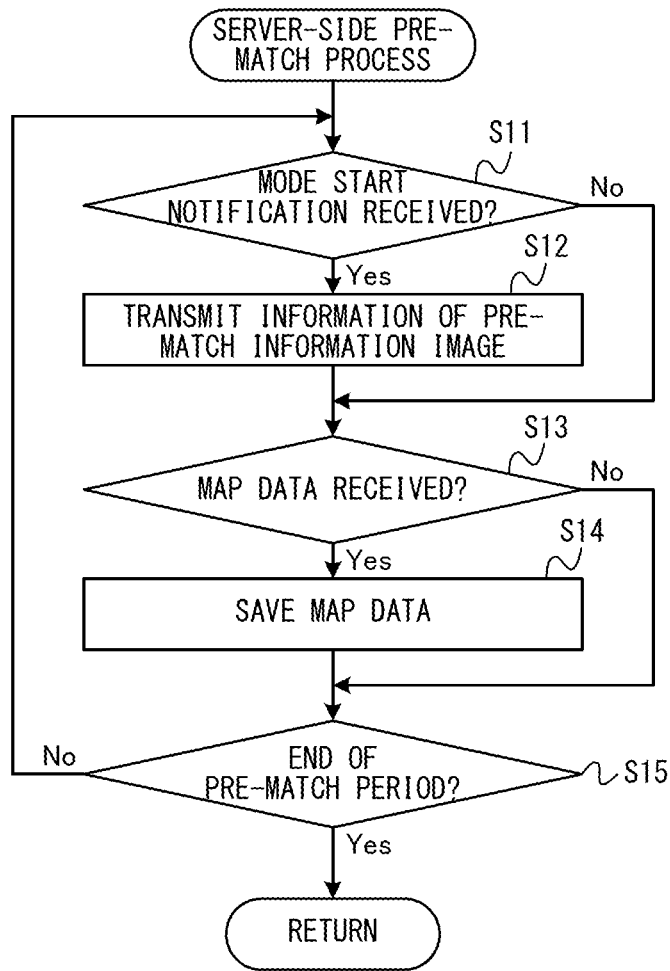 SERVER-SIDE PRE-
MATCH PROCESS
S11
MODE START
NOTIFICATION RECEIVED?
No
Yes
S12
TRANSMIT INFORMATION OF PRE-
MATCH INFORMATION IMAGE
S13
MAP DATA RECEIVED?
No
Yes
S14
SAVE MAP DATA
No
END OF
PRE-MATCH PERIOD?
S15
Yes
RETURN